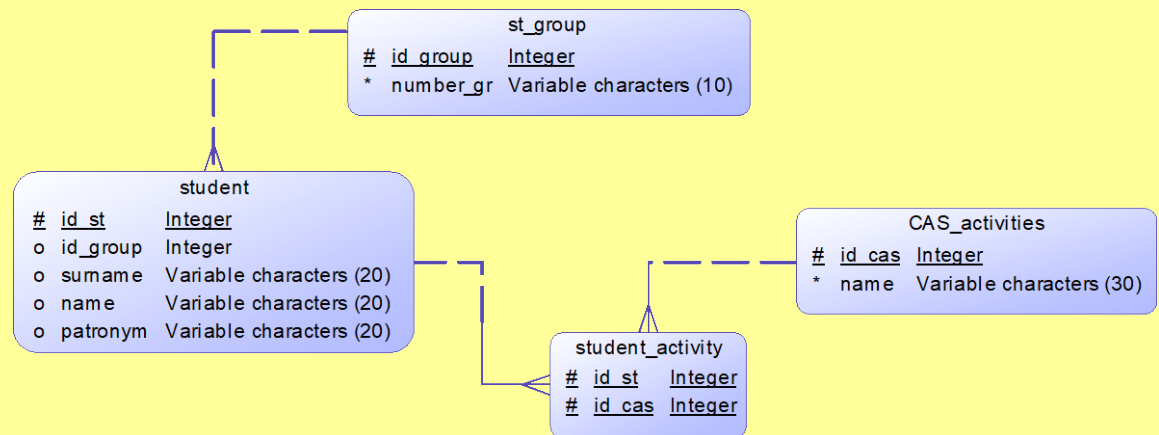 st_group
# id_group Integer
* number_gr Variable characters (10)
student
# id_st Integer
o id_group Integer
o surname Variable characters (20)
o name Variable characters (20)
o patronym Variable characters (20)
CAS_activities
# id_cas Integer
* name Variable characters (30)
student_activity
# id_st Integer
# id_cas Integer